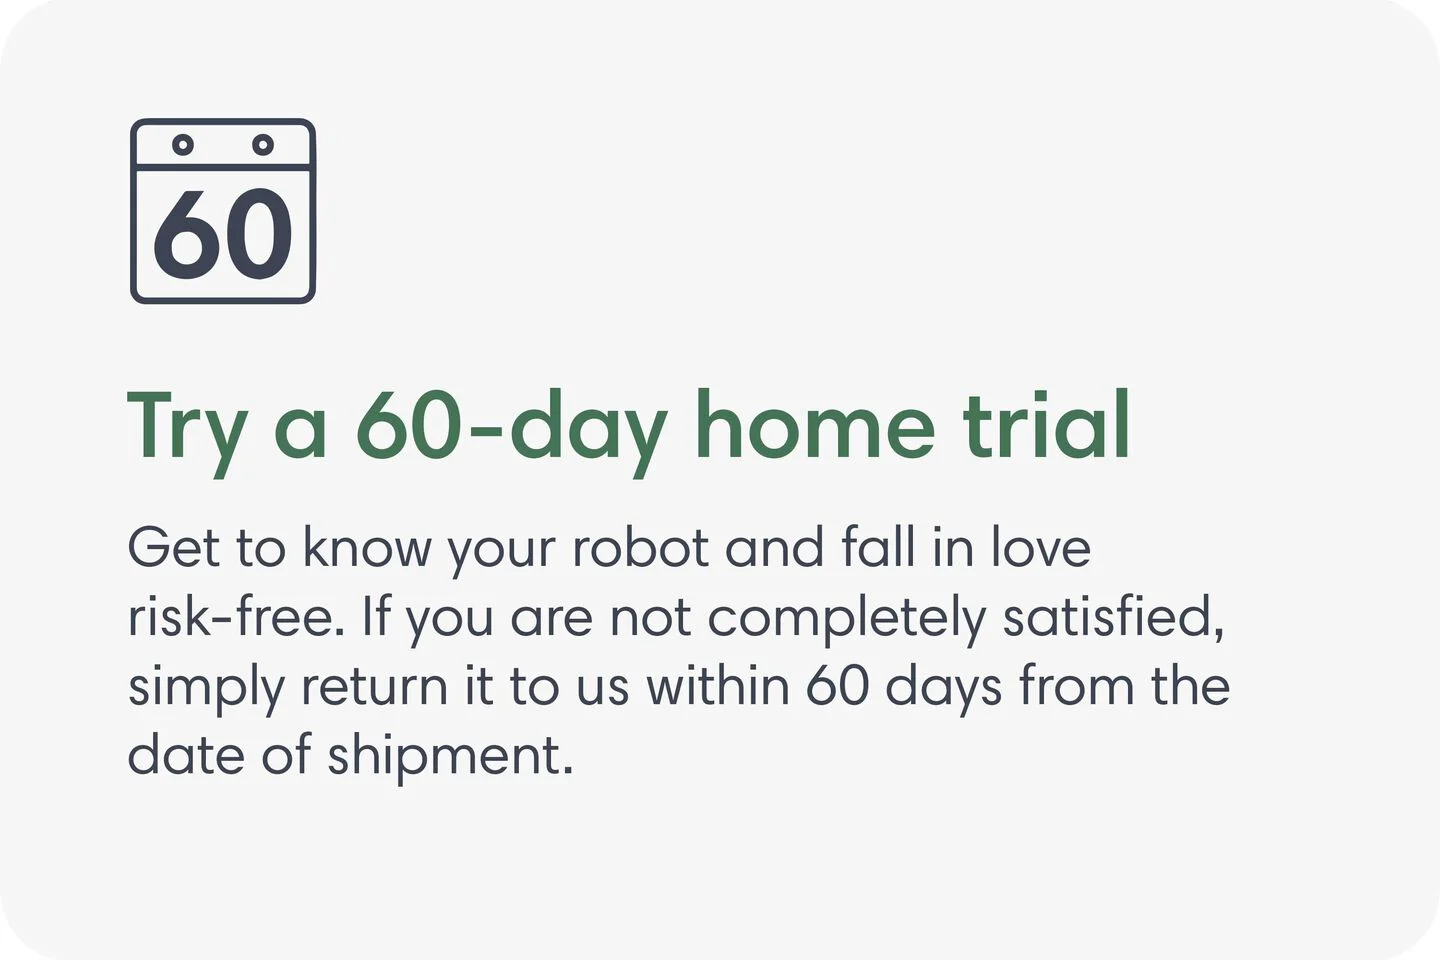 60
Try a 60-day home trial
Get to know your robot and fall in love
risk-free. If you are not completely satisfied,
simply return it to us within 60 days from the
date of shipment.